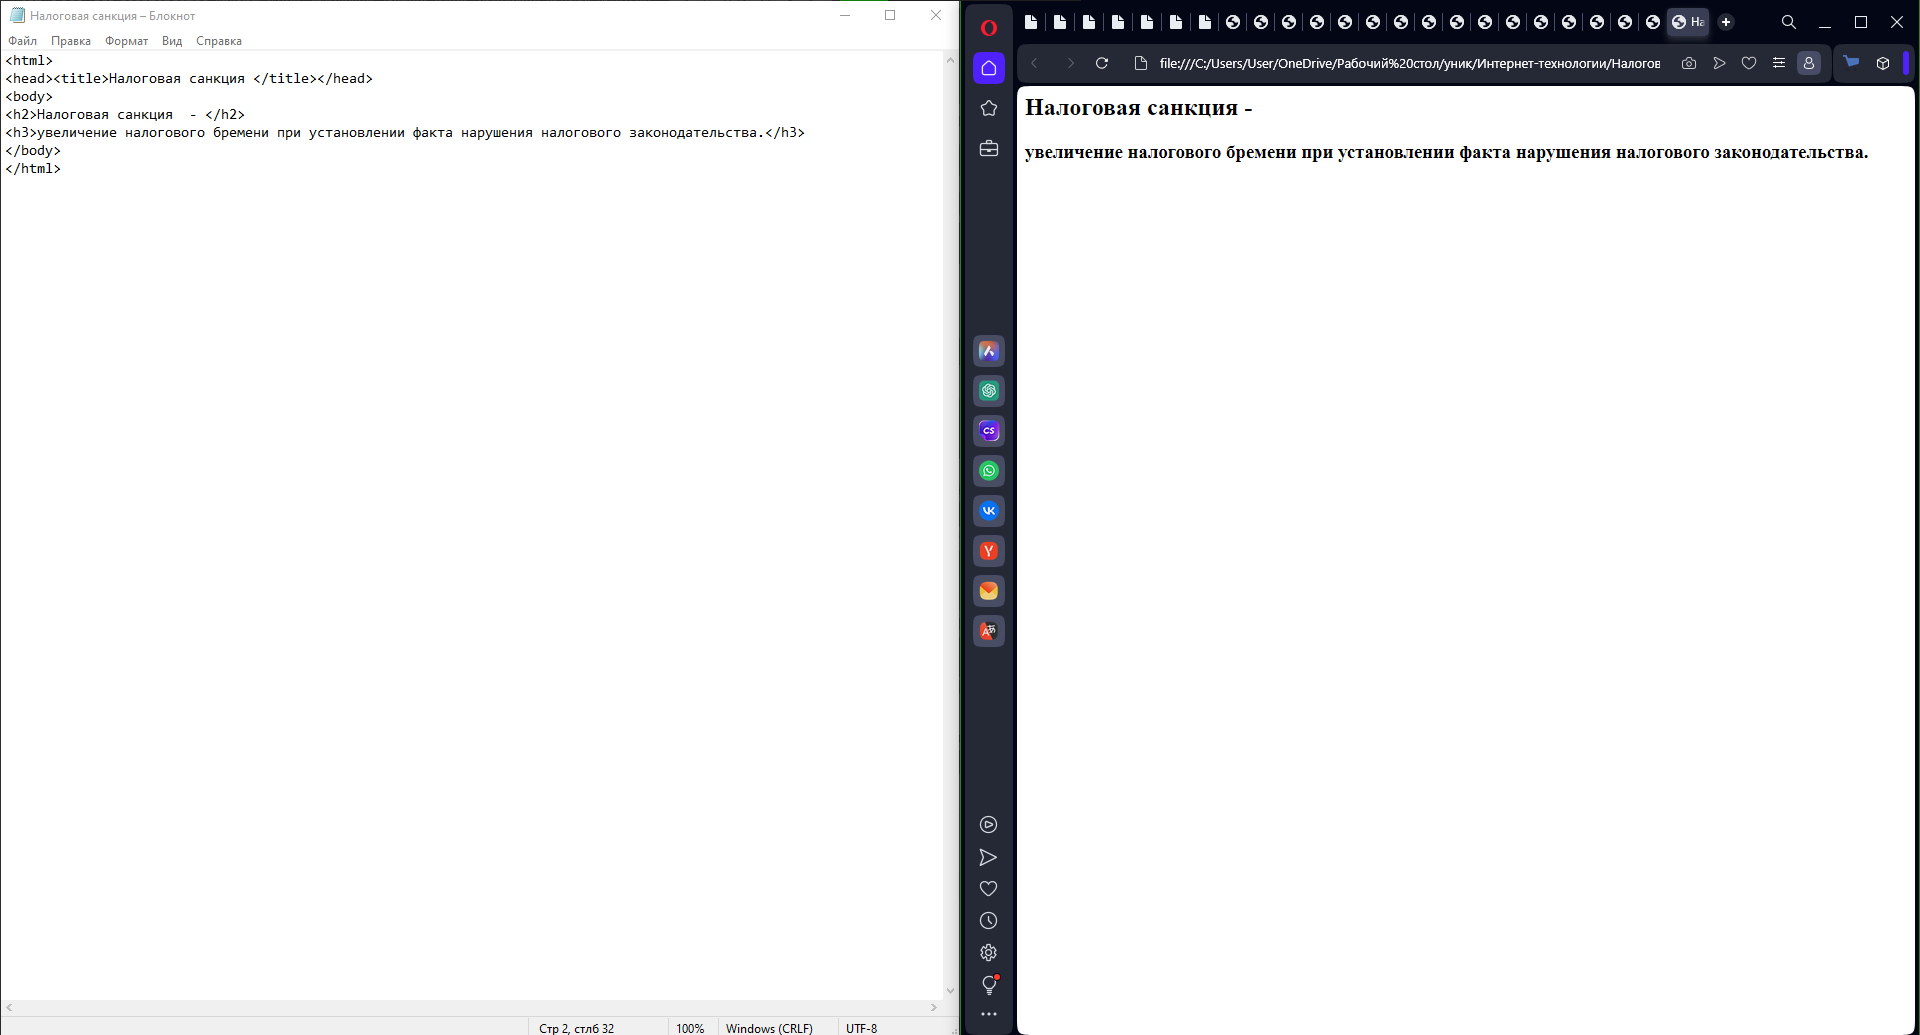 Налоговая санкция – Блокнот
Файл Правка Формат Вид Справка
<html>
<head><title>Налоговая санкция </title></head>
<body>
<h2>Налоговая санкция  - </h2>
<h3>увеличение налогового бремени при установлении факта нарушения налогового законодательства.</h3>
</body>
</html>
Стр 2, стлб 32 100% Windows (CRLF) UTF-8
На
file:///C:/Users/User/OneDrive/Рабочий%20стол/уник/Интернет-технологии/Налогов
Налоговая санкция -
увеличение налогового бремени при установлении факта нарушения налогового законодательства.
CS